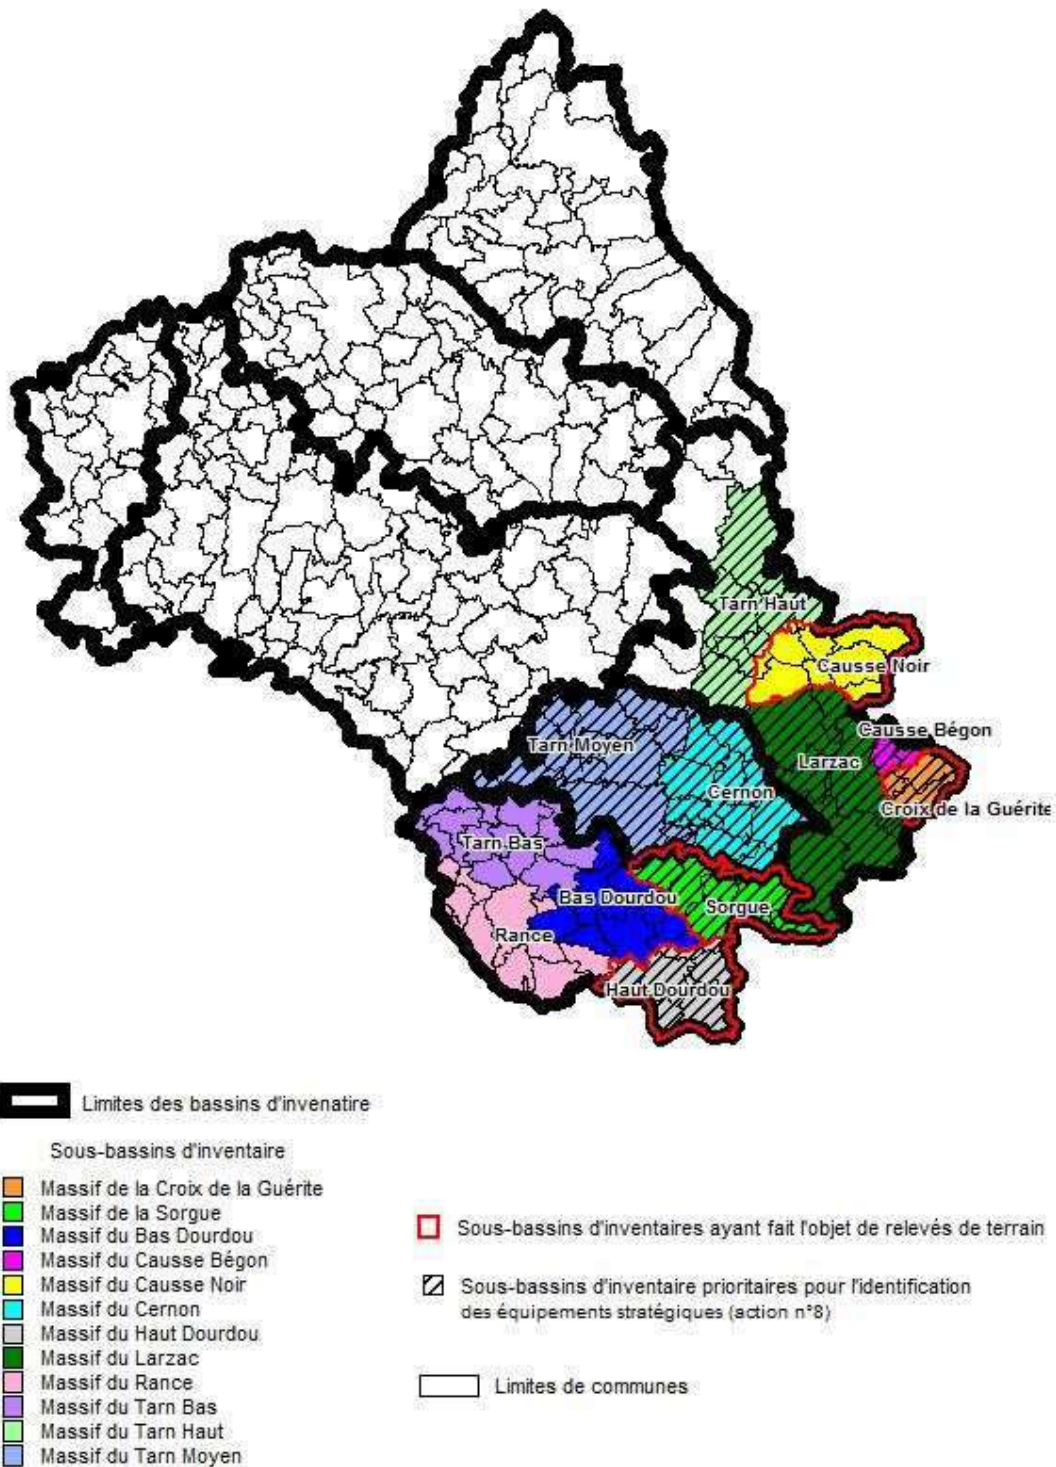 Tarn Haut
Causse Noir
Causse Bégon
Tarn Moyen
Larzac
Cernon
Croix de la Guérite
Tarn Bas
Bas Dourdou
Sorgue
Rance
Haut Dourdou
Limites des bassins d'invenatire
Sous-bassins d'inventaire
Massif de la Croix de la Guérite
Massif de la Sorgue
Massif du Bas Dourdou
Massif du Causse Bégon
Massif du Causse Noir
Massif du Cernon
Massif du Haut Dourdou
Massif du Larzac
Massif du Rance
Massif du Tarn Bas
Massif du Tarn Haut
Massif du Tarn Moyen
Sous-bassins d'inventaires ayant fait l'objet de relevés de terrain
Sous-bassins d'inventaire prioritaires pour l'identification
des équipements stratégiques (action n°8)
Limites de communes